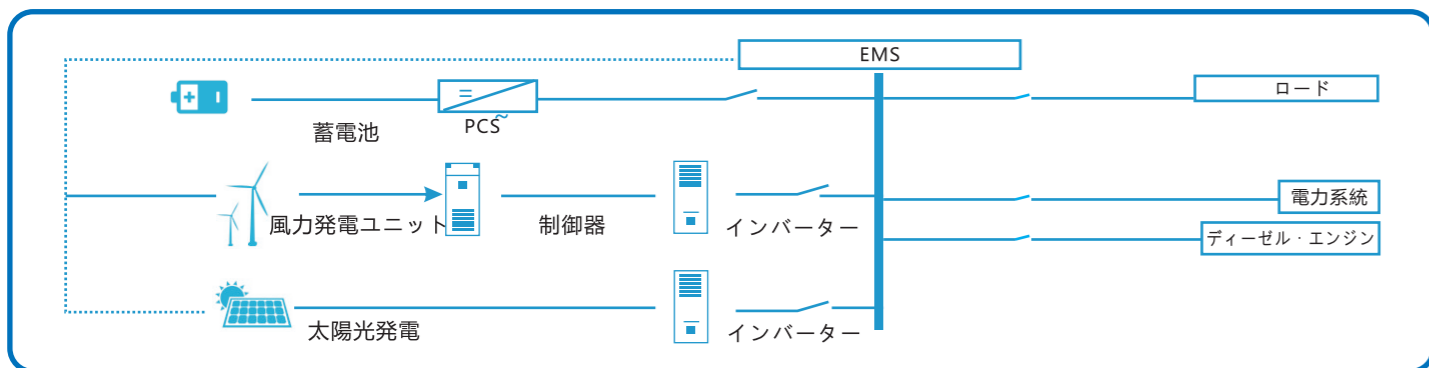 EMS
ロード
蓄電池
PCS
風力発電ユニット
制御器
インバーター
電力系統
ディーゼル・エンジン
太陽光発電
インバーター